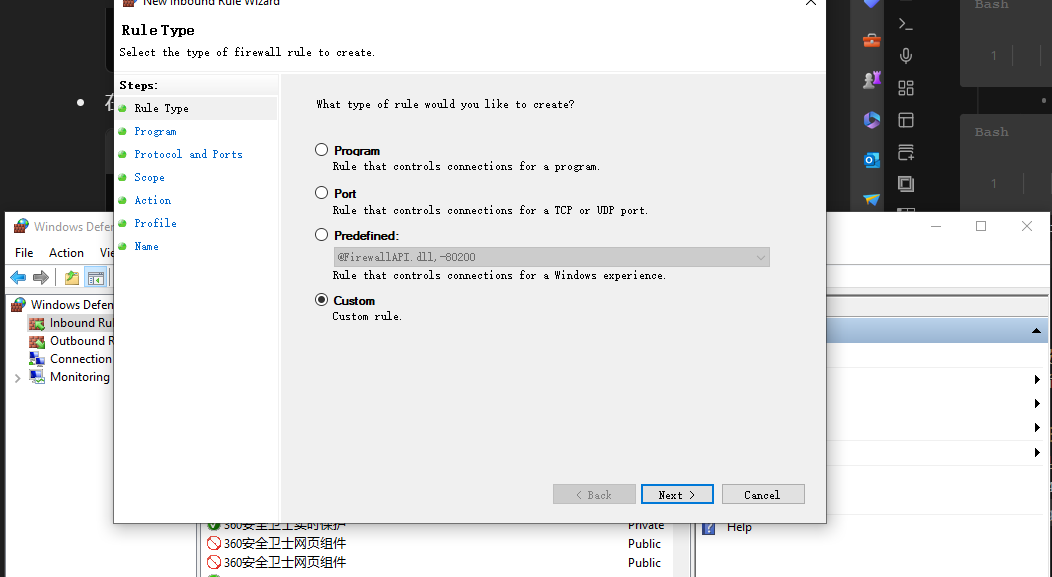 New Inbound Rule Wizard
Rule Type
Select the type of firewall rule to create.
Steps:
Rule Type
Program
Protocol and Ports
Scope
Action
Profile
Name
What type of rule would you like to create?
Program
Rule that controls connections for a program.
Port
Rule that controls connections for a TCP or UDP port.
Predefined:
@FirewallAPI.dll,-80200
Rule that controls connections for a Windows experience.
Custom
Custom rule.
< Back
Next >
Cancel
Bash
1
Bash
1
Windows Defen
File Action Vie
Windows Defen
Inbound Rul
Outbound R
Connection
Monitoring
360安全卫士实时保护 Private
360安全卫士网页组件 Public
360安全卫士网页组件 Public
Help